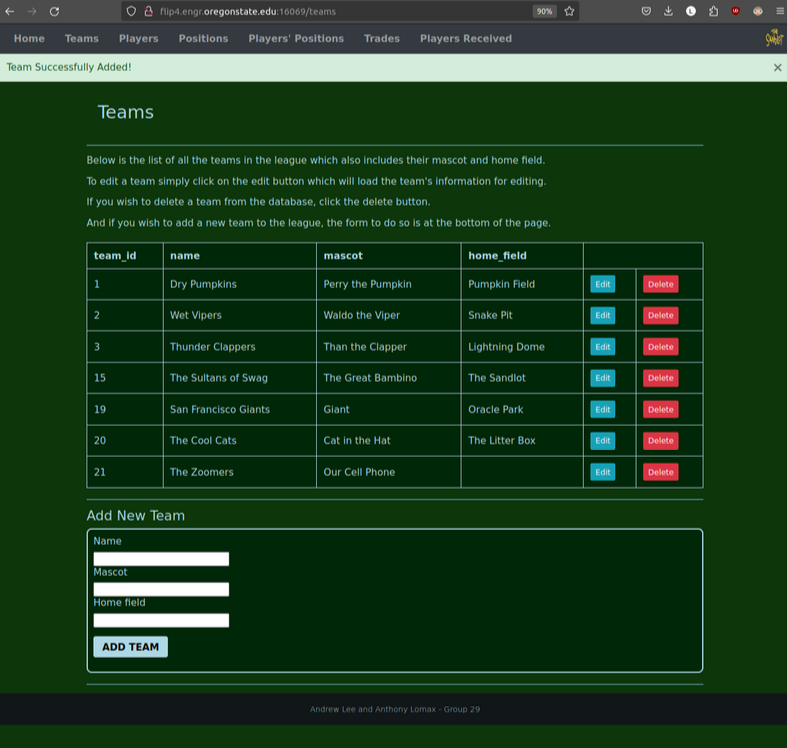 flip4.engr.oregonstate.edu:16069/teams 90%
Home Teams Players Positions Players' Positions Trades Players Received
Team Successfully Added! ×
Teams
Below is the list of all the teams in the league which also includes their mascot and home field.
To edit a team simply click on the edit button which will load the team's information for editing.
If you wish to delete a team from the database, click the delete button.
And if you wish to add a new team to the league, the form to do so is at the bottom of the page.
team_id name mascot home_field
1 Dry Pumpkins Perry the Pumpkin Pumpkin Field Edit Delete
2 Wet Vipers Waldo the Viper Snake Pit Edit Delete
3 Thunder Clappers Than the Clapper Lightning Dome Edit Delete
15 The Sultans of Swag The Great Bambino The Sandlot Edit Delete
19 San Francisco Giants Giant Oracle Park Edit Delete
20 The Cool Cats Cat in the Hat The Litter Box Edit Delete
21 The Zoomers Our Cell Phone Edit Delete
Add New Team
Name
Mascot
Home field
ADD TEAM
Andrew Lee and Anthony Lomax - Group 29